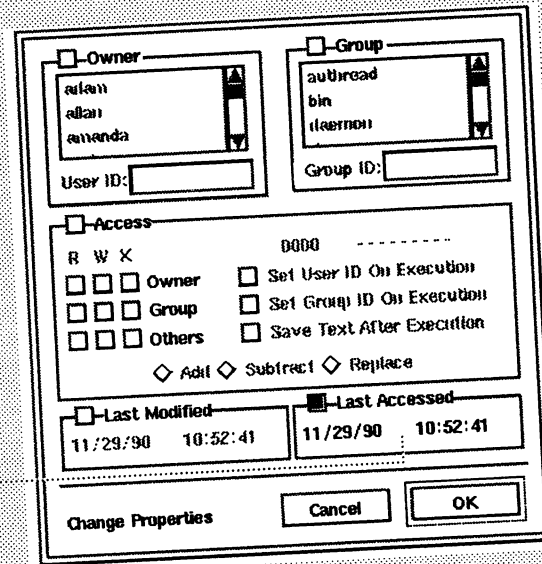 Owner
adam
allan
amanda
User ID:
Group
authread
bin
daemon
Group ID:
Access
R W X
0000 ---------
Owner
Group
Others
Set User ID On Execution
Set Group ID On Execution
Save Text After Execution
Add Subtract Replace
Last Modified
11/29/90 10:52:41
Last Accessed
11/29/90 10:52:41
Change Properties
Cancel
OK